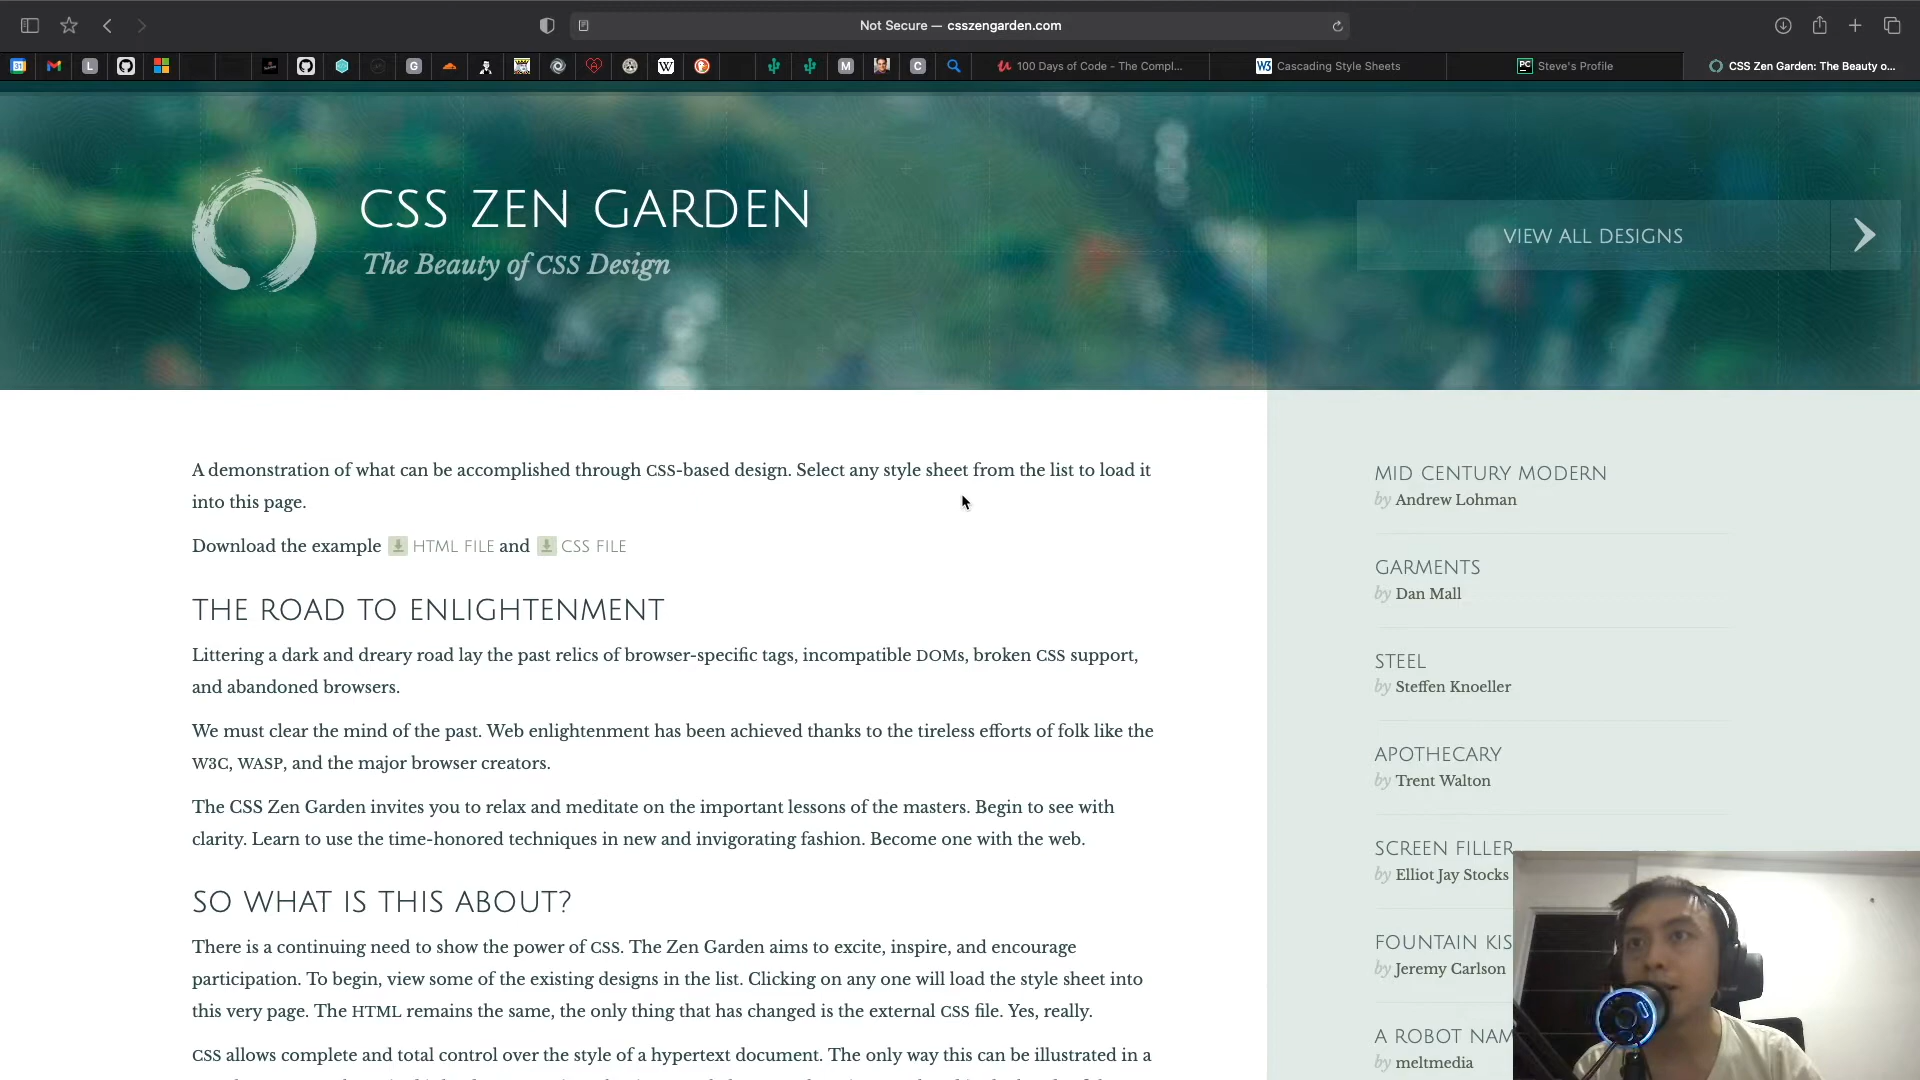 Not Secure — csszengarden.com
31
L
G
W
M
C
100 Days of Code - The Compl...
W3
Cascading Style Sheets
PC
Steve's Profile
CSS Zen Garden: The Beauty o...
CSS ZEN GARDEN
The Beauty of CSS Design
VIEW ALL DESIGNS
A demonstration of what can be accomplished through CSS-based design. Select any style sheet from the list to load it
into this page.
Download the example HTML FILE and CSS FILE
THE ROAD TO ENLIGHTENMENT
Littering a dark and dreary road lay the past relics of browser-specific tags, incompatible DOMs, broken CSS support,
and abandoned browsers.
We must clear the mind of the past. Web enlightenment has been achieved thanks to the tireless efforts of folk like the
W3C, WASP, and the major browser creators.
The CSS Zen Garden invites you to relax and meditate on the important lessons of the masters. Begin to see with
clarity. Learn to use the time-honored techniques in new and invigorating fashion. Become one with the web.
SO WHAT IS THIS ABOUT?
There is a continuing need to show the power of CSS. The Zen Garden aims to excite, inspire, and encourage
participation. To begin, view some of the existing designs in the list. Clicking on any one will load the style sheet into
this very page. The HTML remains the same, the only thing that has changed is the external CSS file. Yes, really.
CSS allows complete and total control over the style of a hypertext document. The only way this can be illustrated in a
MID CENTURY MODERN
by Andrew Lohman
GARMENTS
by Dan Mall
STEEL
by Steffen Knoeller
APOTHECARY
by Trent Walton
SCREEN FILLER
by Elliot Jay Stocks
FOUNTAIN KIS
by Jeremy Carlson
A ROBOT NAM
by meltmedia